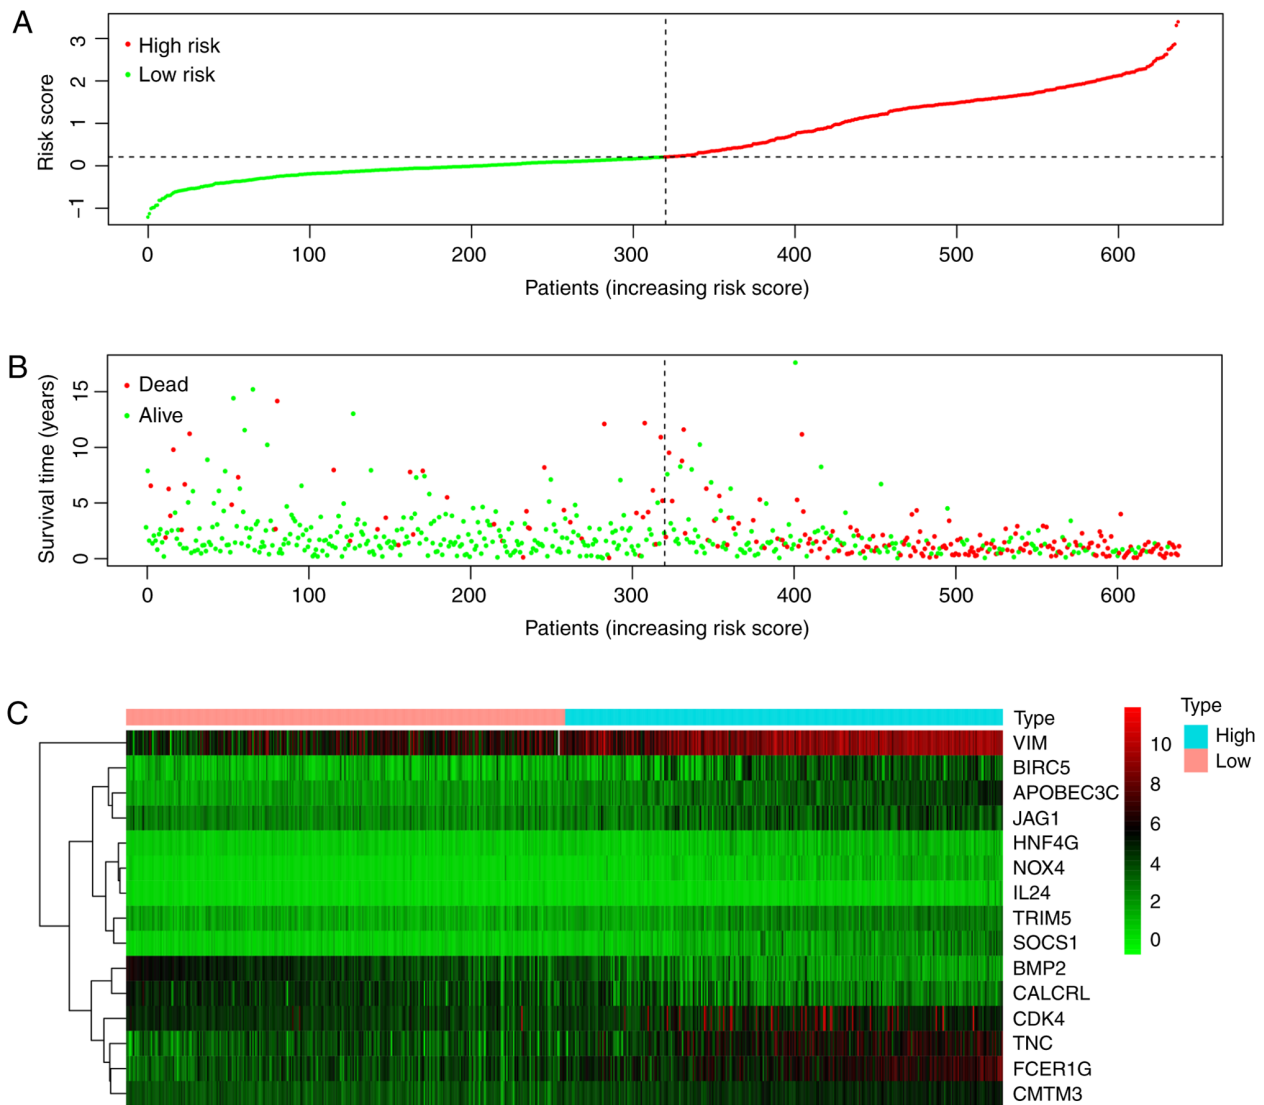 A
Risk score
3
2
1
0
−1
High risk
Low risk
0 100 200 300 400 500 600
Patients (increasing risk score)
B
Survival time (years)
15
10
5
0
Dead
Alive
0 100 200 300 400 500 600
Patients (increasing risk score)
C
Type
VIM
BIRC5
APOBEC3C
JAG1
HNF4G
NOX4
IL24
TRIM5
SOCS1
BMP2
CALCRL
CDK4
TNC
FCER1G
CMTM3
10
8
6
4
2
0
Type
High
Low